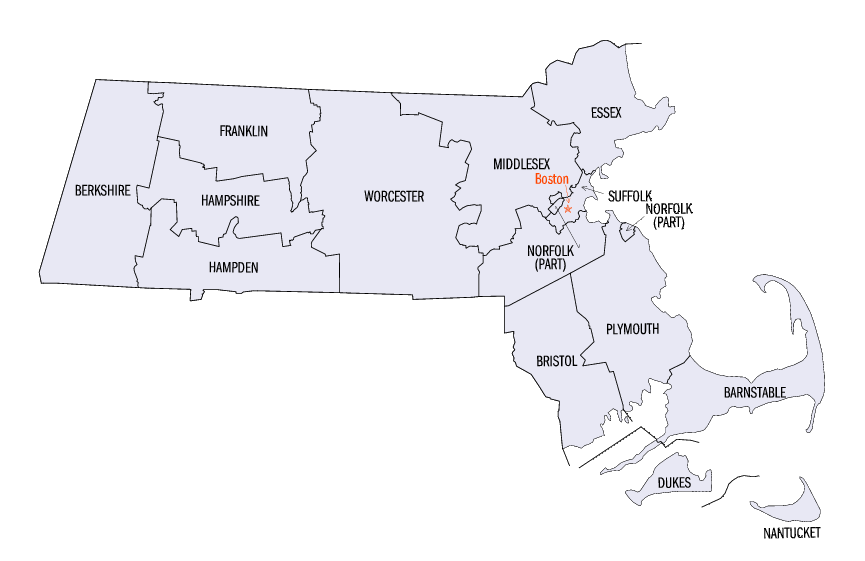 ESSEX
FRANKLIN
MIDDLESEX
Boston
BERKSHIRE
HAMPSHIRE
WORCESTER
SUFFOLK
NORFOLK
(PART)
NORFOLK
(PART)
HAMPDEN
PLYMOUTH
BRISTOL
BARNSTABLE
DUKES
NANTUCKET